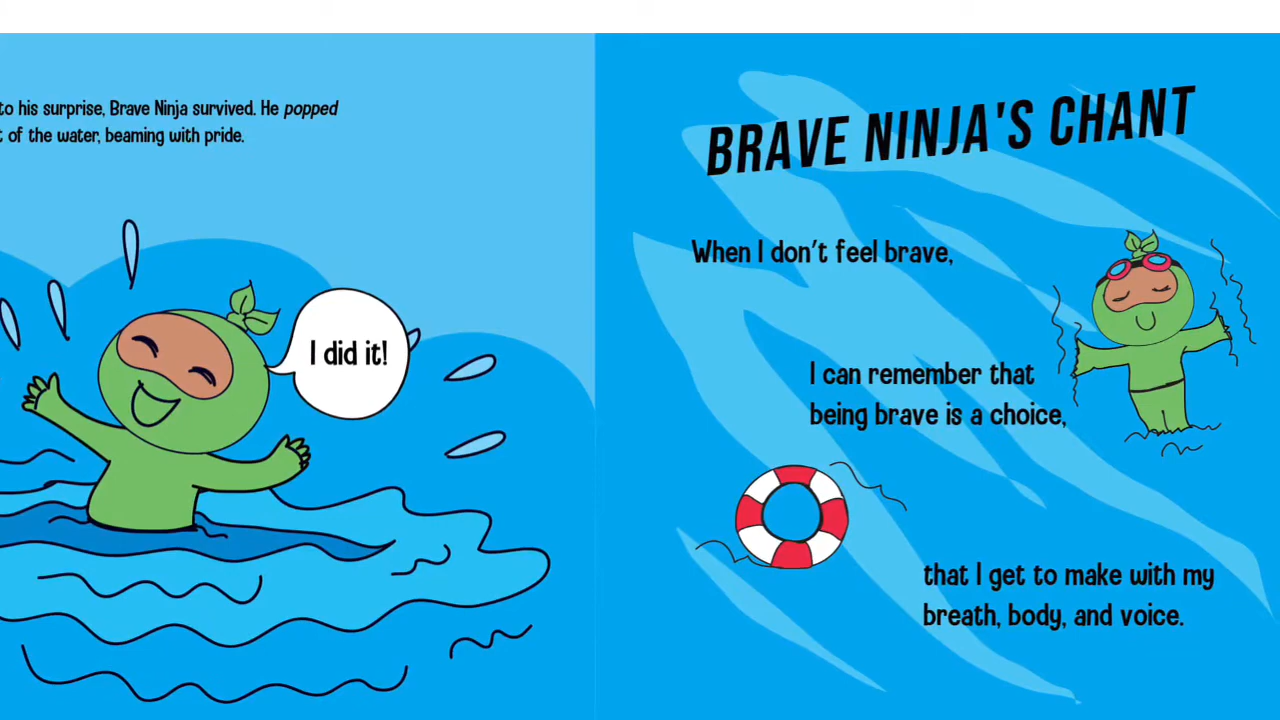 to his surprise, Brave Ninja survived. He popped
of the water, beaming with pride.
I did it!
BRAVE NINJA'S CHANT
When I don't feel brave,
I can remember that
being brave is a choice,
that I get to make with my
breath, body, and voice.